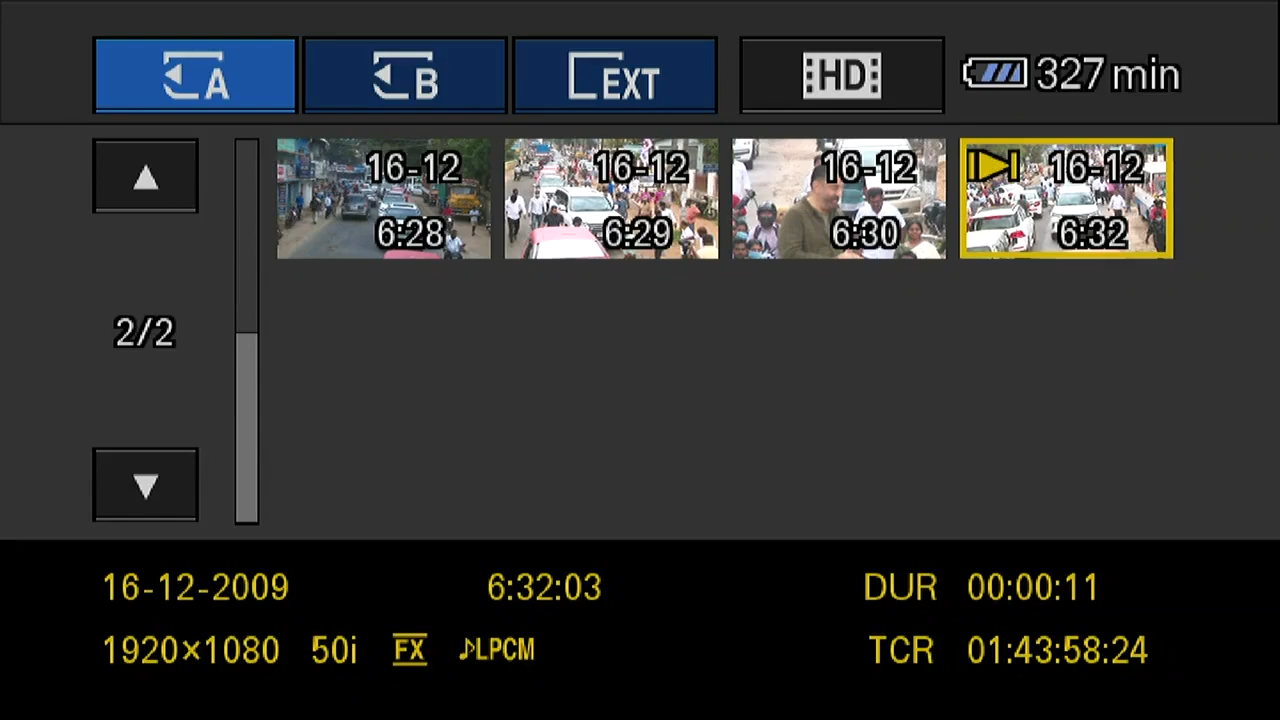 A B EXT HD 327 min
16-12 16-12 16-12 16-12
6:28 6:29 6:30 6:32
2/2
16-12-2009 6:32:03 DUR 00:00:11
1920×1080 50i FX ♪LPCM TCR 01:43:58:24